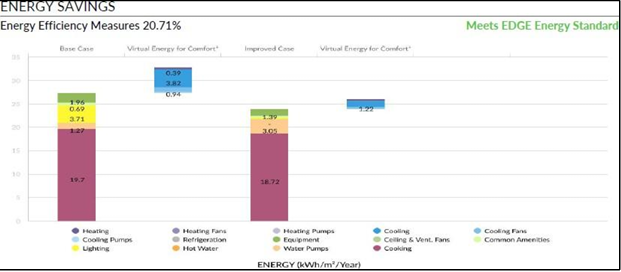 ENERGY SAVINGS
Energy Efficiency Measures 20.71%
Meets EDGE Energy Standard
Base Case
Virtual Energy for Comfort*
Improved Case
Virtual Energy for Comfort*
35
30
25
20
15
10
5
0
1.96
0.69
3.71
1.27
19.7
0.39
3.82
0.94
1.39
-
3.05
18.72
1.22
Heating
Heating Fans
Heating Pumps
Cooling
Cooling Fans
Cooling Pumps
Refrigeration
Equipment
Ceiling & Vent. Fans
Common Amenities
Lighting
Hot Water
Water Pumps
Cooking
ENERGY (kWh/m²/Year)